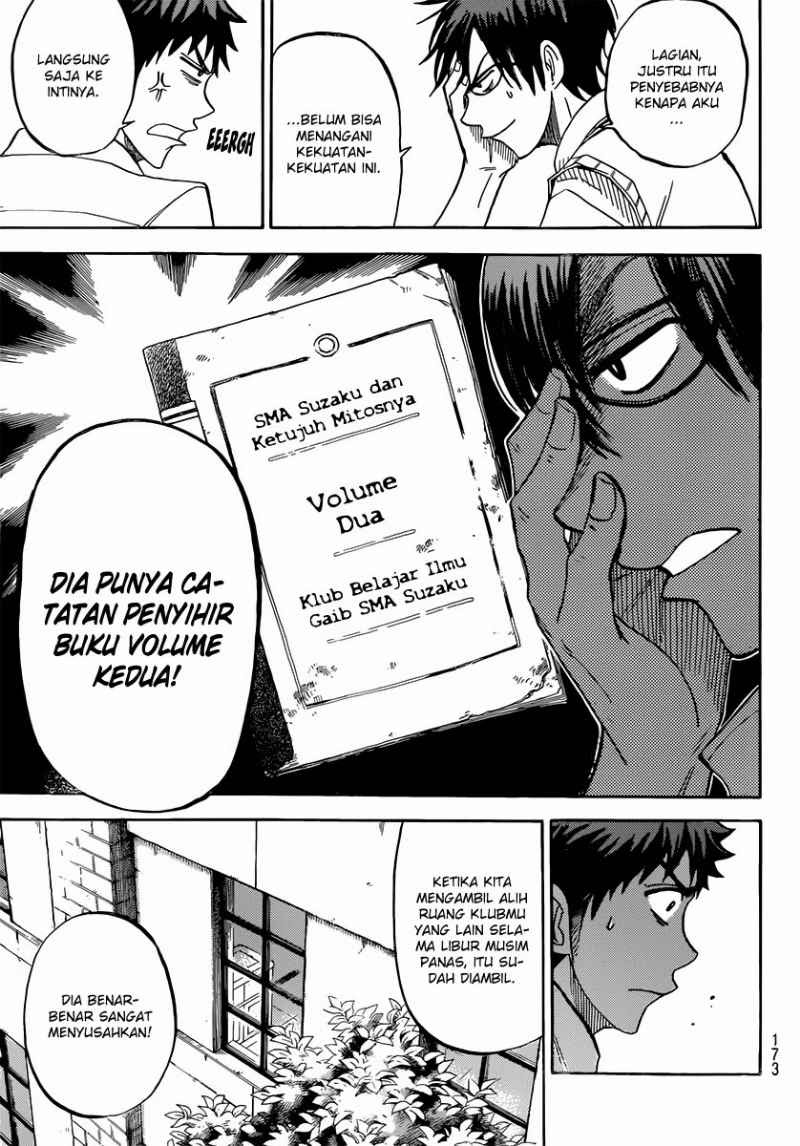 LAGIAN,
JUSTRU ITU
PENYEBABNYA
KENAPA AKU
...
...BELUM BISA
MENANGANI
KEKUATAN-
KEKUATAN INI.
LANGSUNG
SAJA KE
INTINYA.
EEERGH
SMA Suzaku dan
Ketujuh Mitosnya
Volume
Dua
Klub Belajar Ilmu
Gaib SMA Suzaku
DIA PUNYA CA-
TATAN PENYIHIR
BUKU VOLUME
KEDUA!
KETIKA KITA
MENGAMBIL ALIH
RUANG KLUBMU
YANG LAIN SELA-
MA LIBUR MUSIM
PANAS, ITU SU-
DAH DIAMBIL.
DIA BENAR-
BENAR SANGAT
MENYUSAHKAN!
173